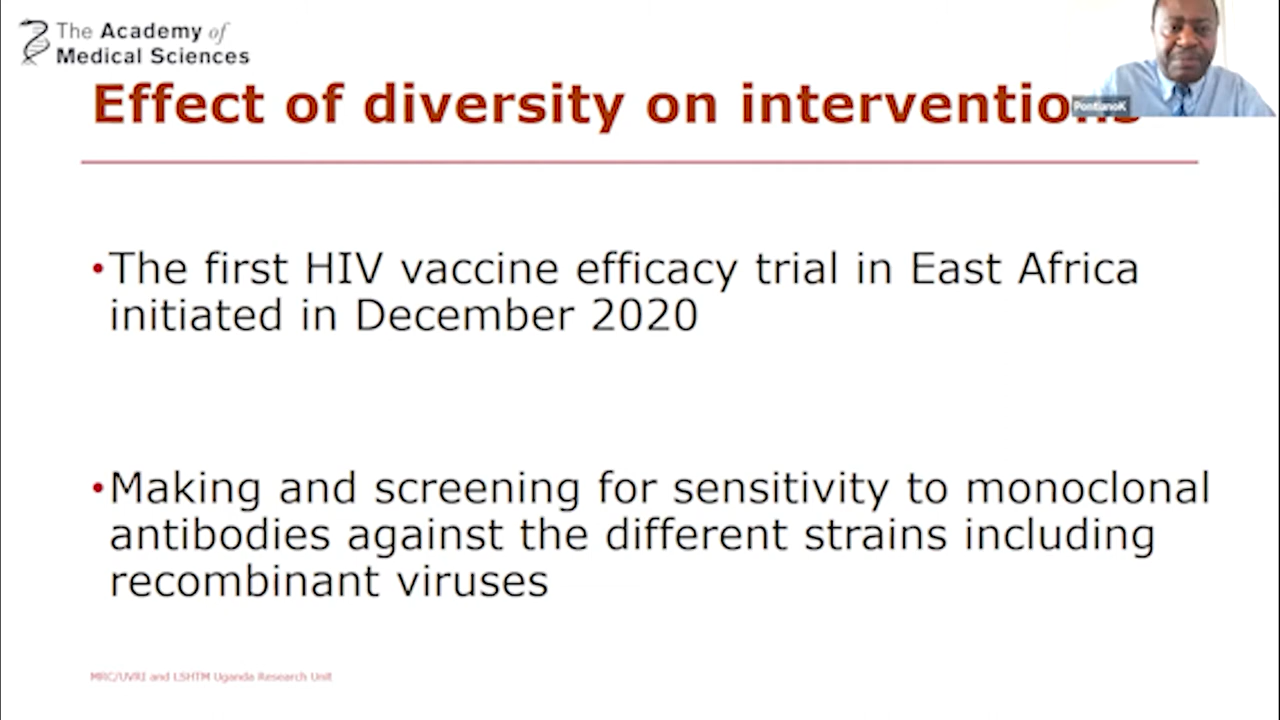 The Academy of
Medical Sciences
Effect of diversity on interventions
PontianoK
•The first HIV vaccine efficacy trial in East Africa
initiated in December 2020
•Making and screening for sensitivity to monoclonal
antibodies against the different strains including
recombinant viruses
MRC/UVRI and LSHTM Uganda Research Unit